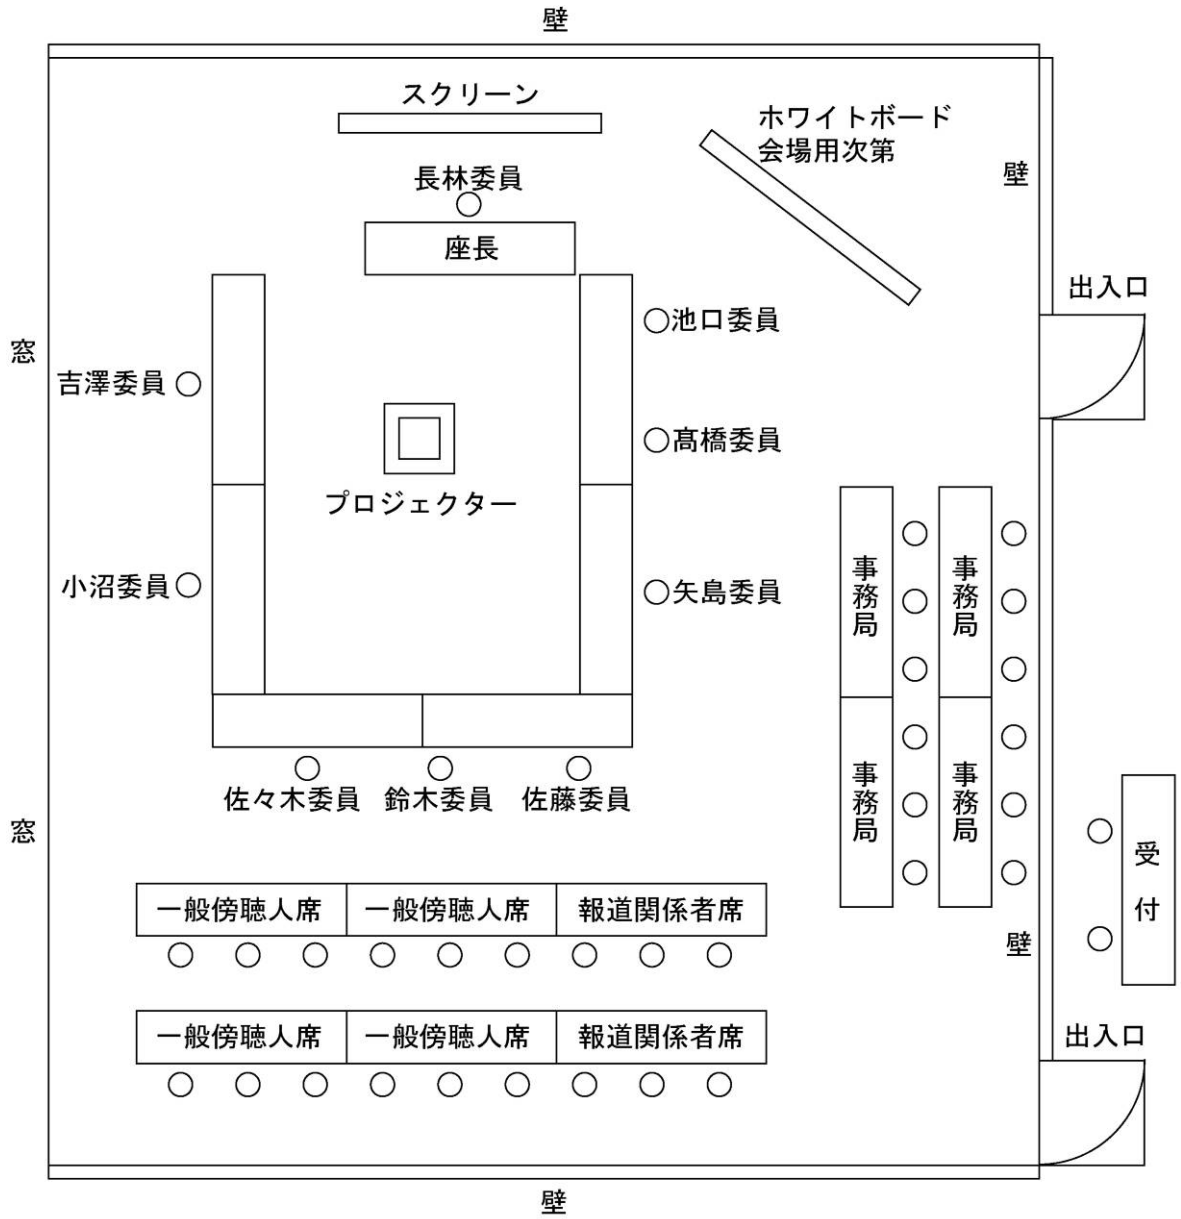 壁
スクリーン
ホワイトボード
会場用次第
壁
長林委員
座長
出入口
池口委員
窓
吉澤委員
髙橋委員
プロジェクター
小沼委員
矢島委員
事務局
事務局
佐々木委員
鈴木委員
佐藤委員
事務局
事務局
窓
受付
一般傍聴人席
一般傍聴人席
報道関係者席
壁
一般傍聴人席
一般傍聴人席
報道関係者席
出入口
壁